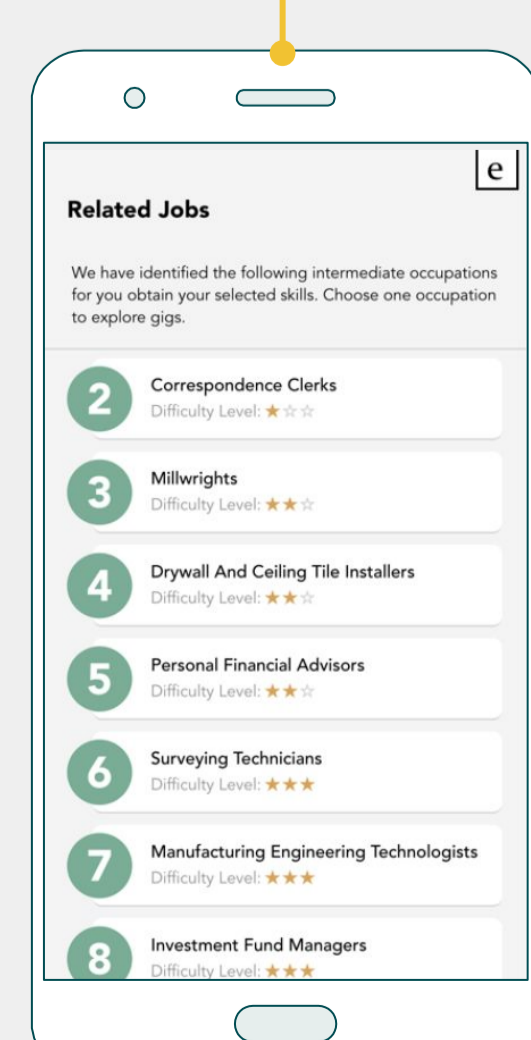 e
Related Jobs
We have identified the following intermediate occupations
for you obtain your selected skills. Choose one occupation
to explore gigs.
2
Correspondence Clerks
Difficulty Level: ★☆☆
3
Millwrights
Difficulty Level: ★★☆
4
Drywall And Ceiling Tile Installers
Difficulty Level: ★★☆
5
Personal Financial Advisors
Difficulty Level: ★★☆
6
Surveying Technicians
Difficulty Level: ★★★
7
Manufacturing Engineering Technologists
Difficulty Level: ★★★
8
Investment Fund Managers
Difficulty Level: ★★★